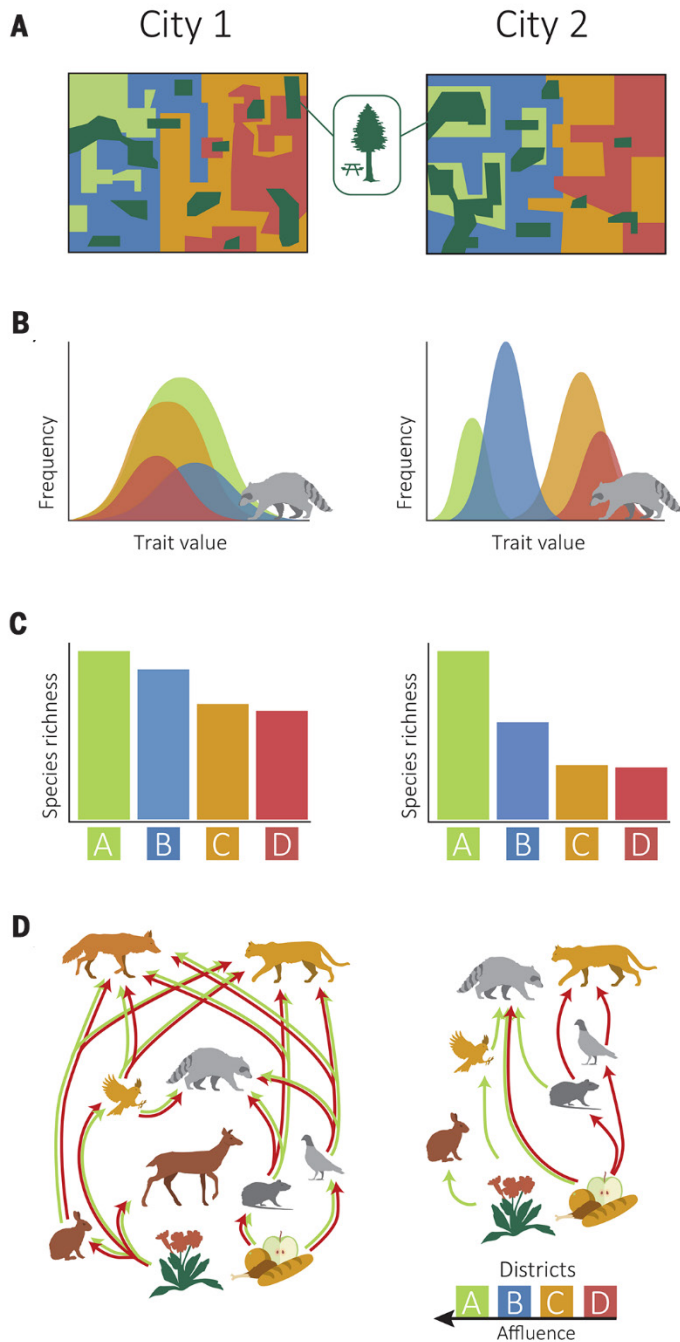 A
City 1
City 2
B
Frequency
Trait value
Frequency
Trait value
C
Species richness
A B C D
Species richness
A B C D
D
Districts
A B C D
Affluence